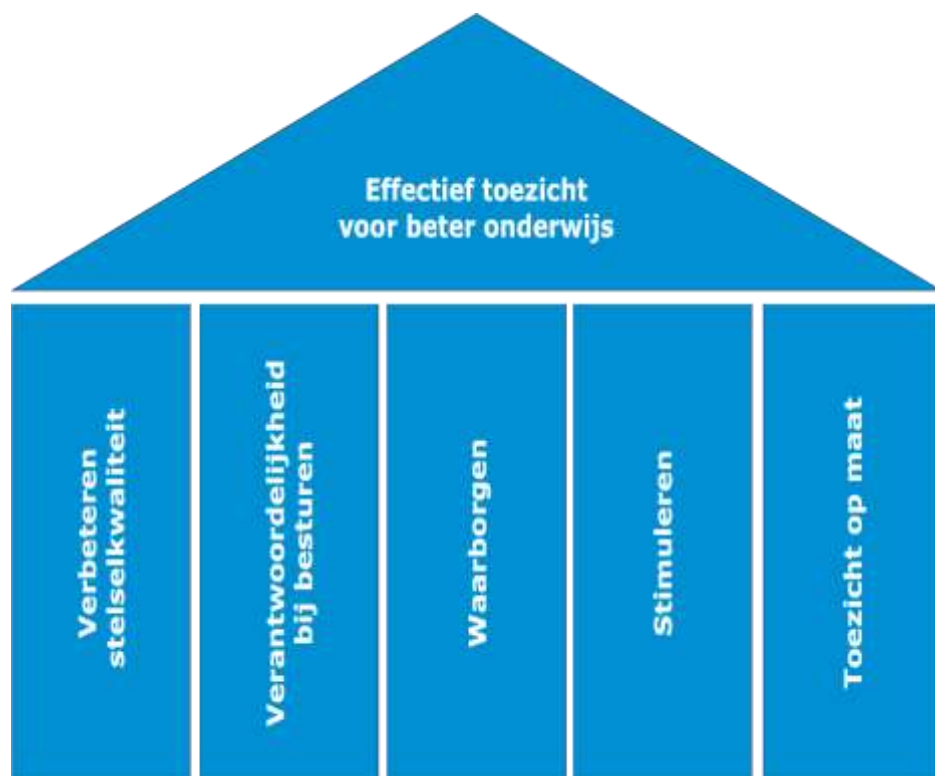 Effectief toezicht
voor beter onderwijs
Verbeteren
stelselkwaliteit
Verantwoordelijkheid
bij besturen
Waarborgen
Stimuleren
Toezicht op maat